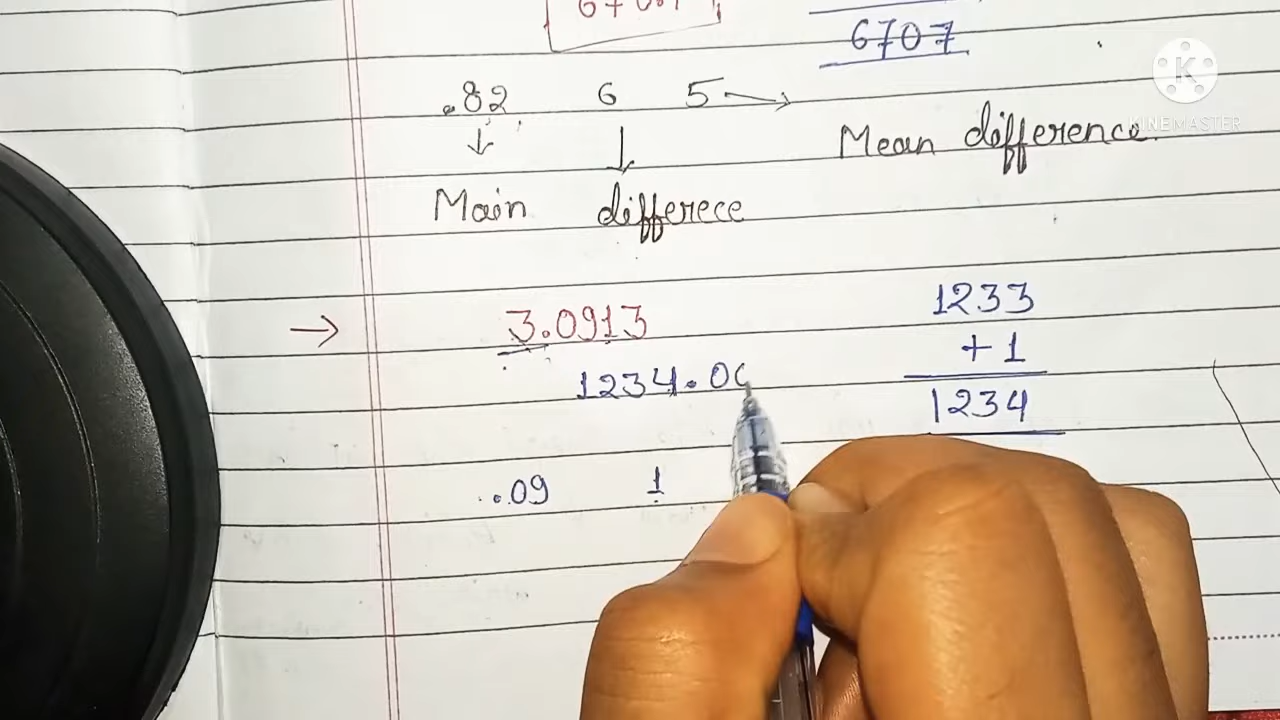 6707
.82 6 5
Mean difference.
Main differece
KINEMASTER
3.0913
1233
+ 1
1234
1234.00
.09 1